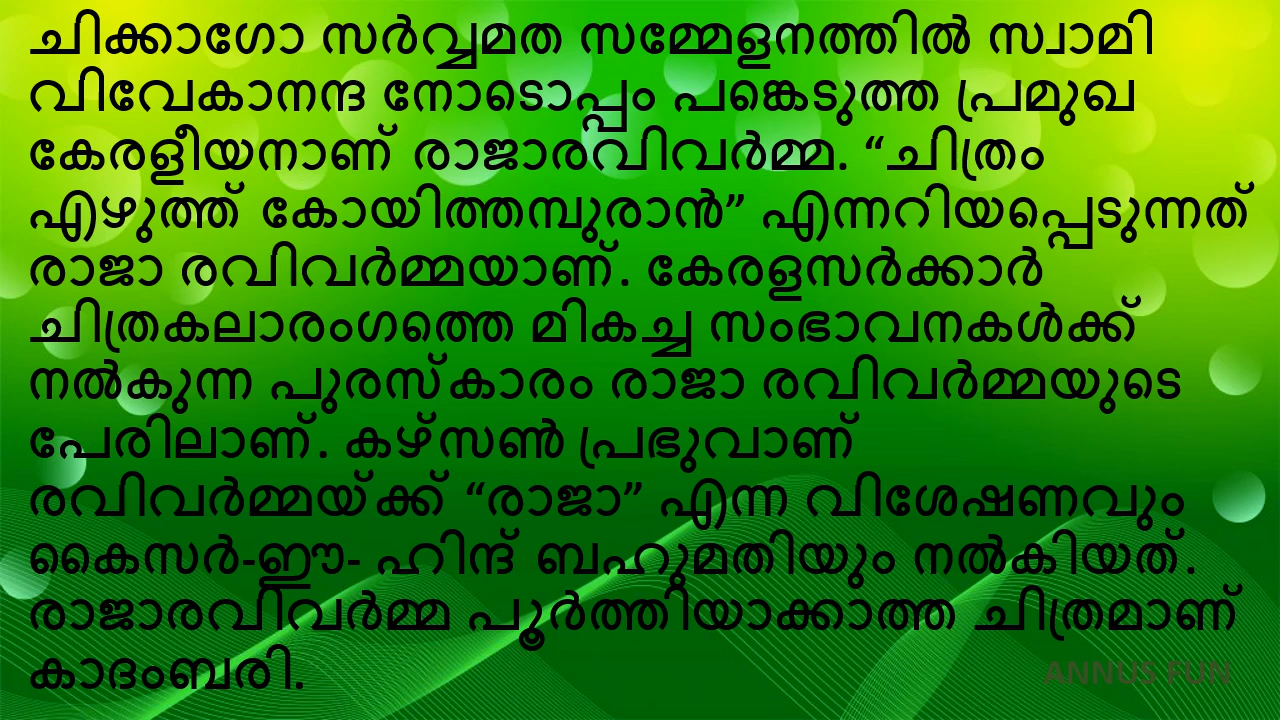 ചിക്കാഗോ സർവ്വമത സമ്മേളനത്തിൽ സ്വാമി
വിവേകാനന്ദ നോടൊപ്പം പങ്കെടുത്ത പ്രമുഖ
കേരളീയനാണ് രാജാരവിവർമ്മ. “ചിത്രം
എഴുത്ത് കോയിത്തമ്പുരാൻ” എന്നറിയപ്പെടുന്നത്
രാജാ രവിവർമ്മയാണ്. കേരളസർക്കാർ
ചിത്രകലാരംഗത്തെ മികച്ച സംഭാവനകൾക്ക്
നൽകുന്ന പുരസ്കാരം രാജാ രവിവർമ്മയുടെ
പേരിലാണ്. കഴ്സൺ പ്രഭുവാണ്
രവിവർമ്മയ്ക്ക് “രാജാ” എന്ന വിശേഷണവും
കൈസർ-ഈ- ഹിന്ദ് ബഹുമതിയും നൽകിയത്.
രാജാരവിവർമ്മ പൂർത്തിയാക്കാത്ത ചിത്രമാണ്
കാദംബരി.
ANNUS FUN